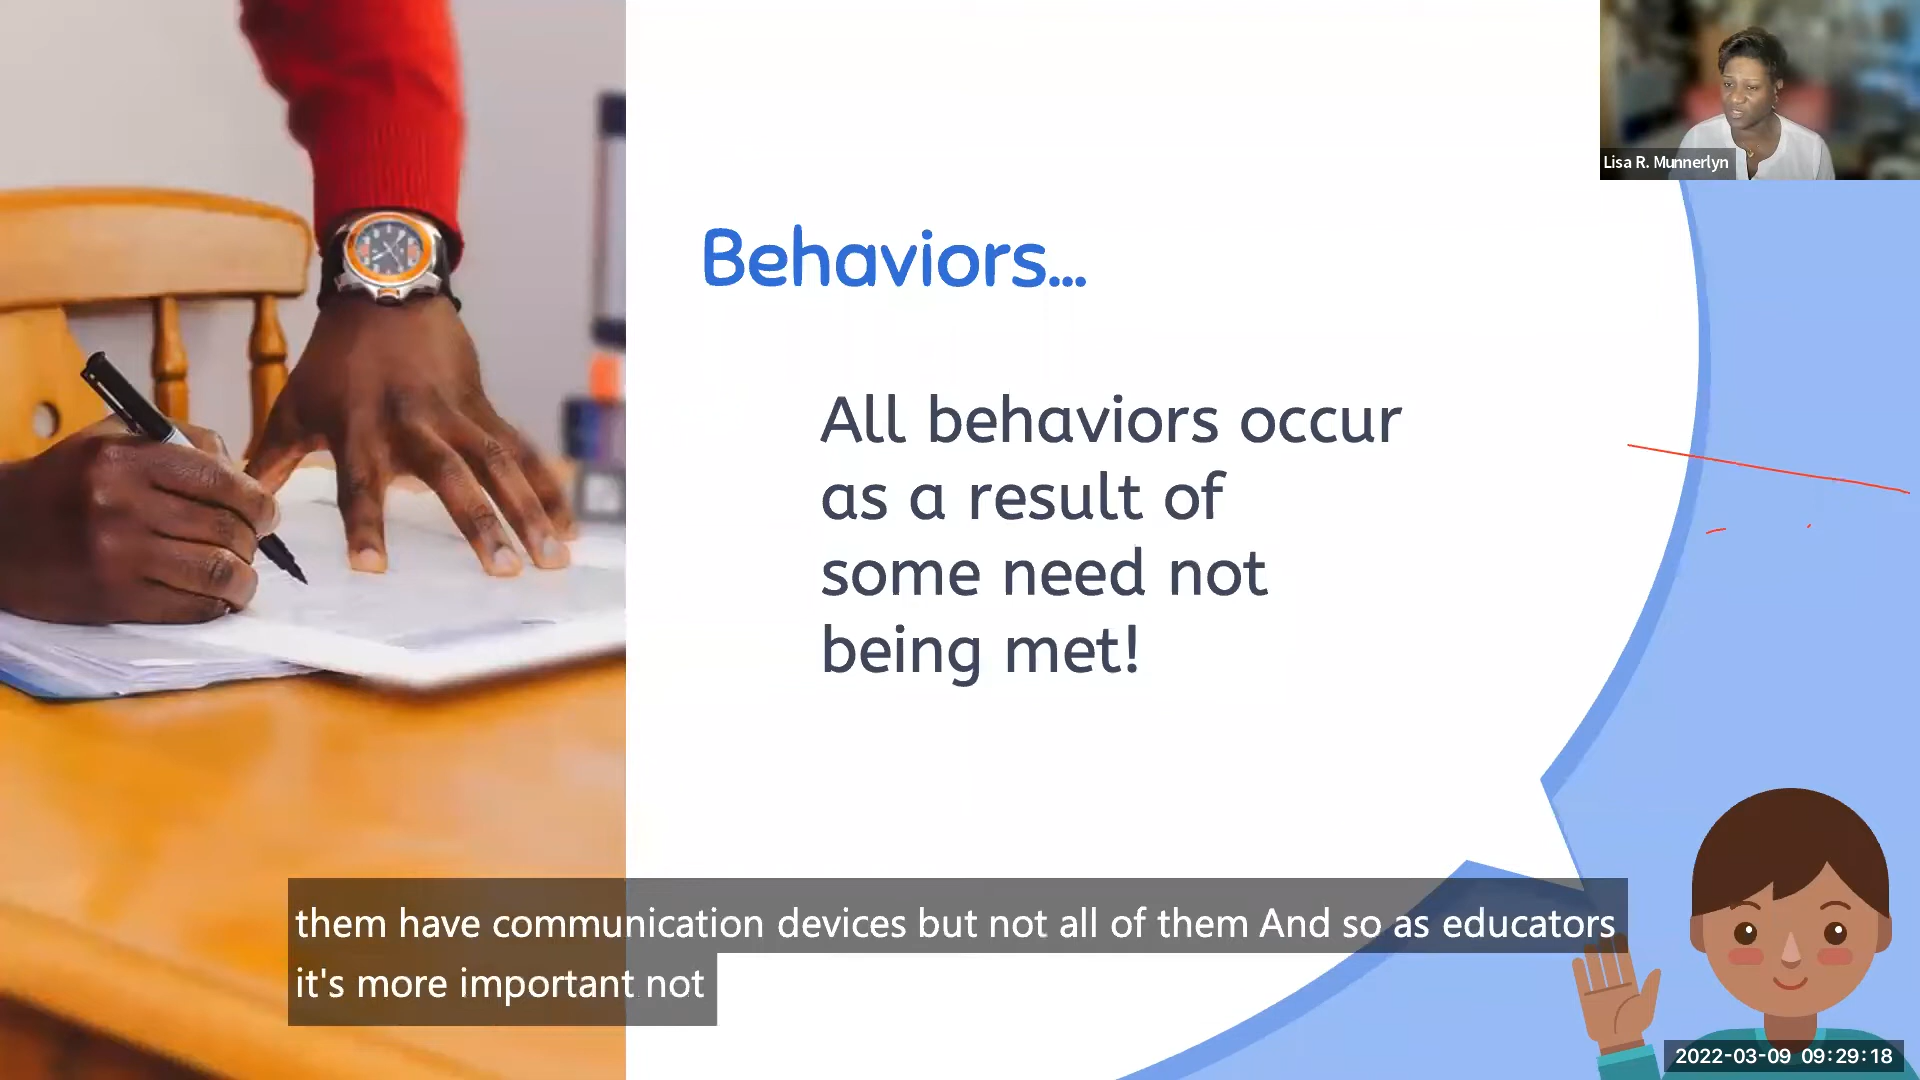 Lisa R. Munnerlyn
Behaviors...
All behaviors occur
as a result of
some need not
being met!
them have communication devices but not all of them And so as educators
it's more important not
2022-03-09 09:29:18